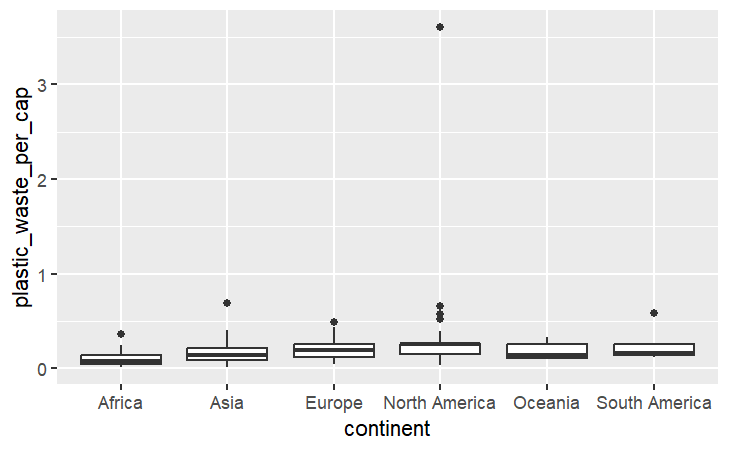 plastic_waste_per_cap
3
2
1
0
Africa Asia Europe North America Oceania South America
continent